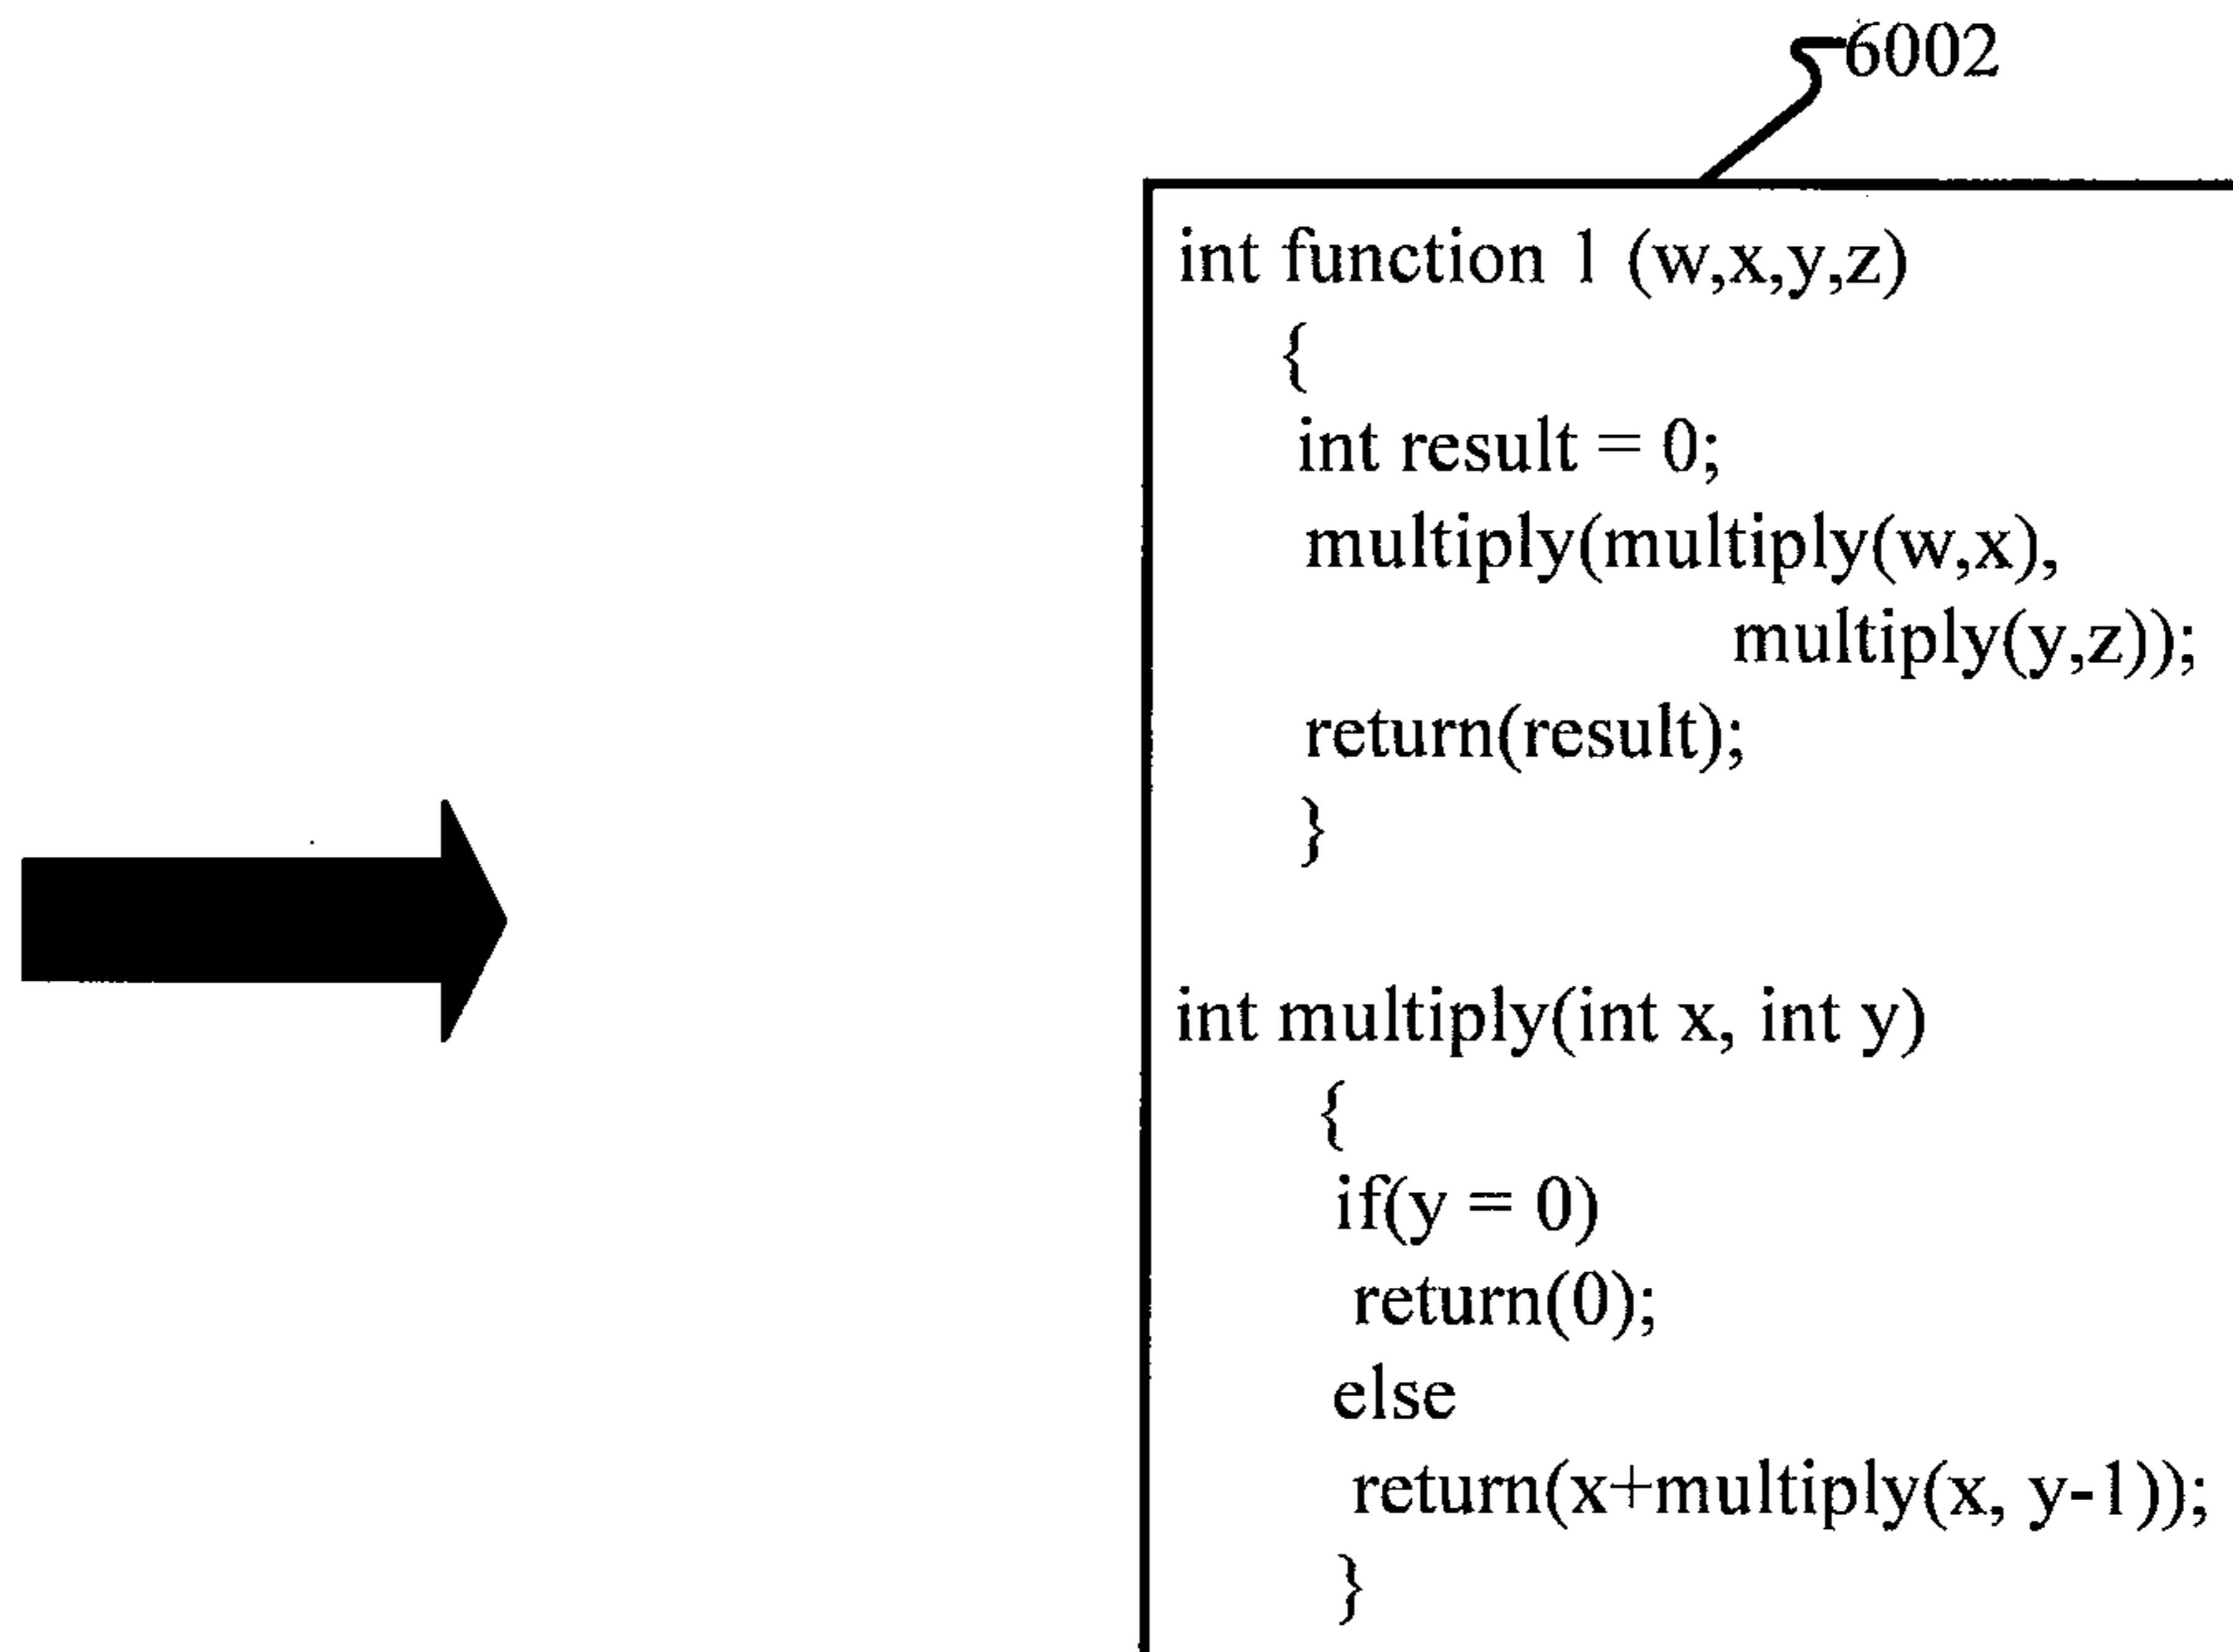 6002
int function 1 (w,x,y,z)
{
int result = 0;
multiply(multiply(w,x),
multiply(y,z));
return(result);
}
int multiply(int x, int y)
{
if(y = 0)
return(0);
else
return(x+multiply(x, y-1));
}